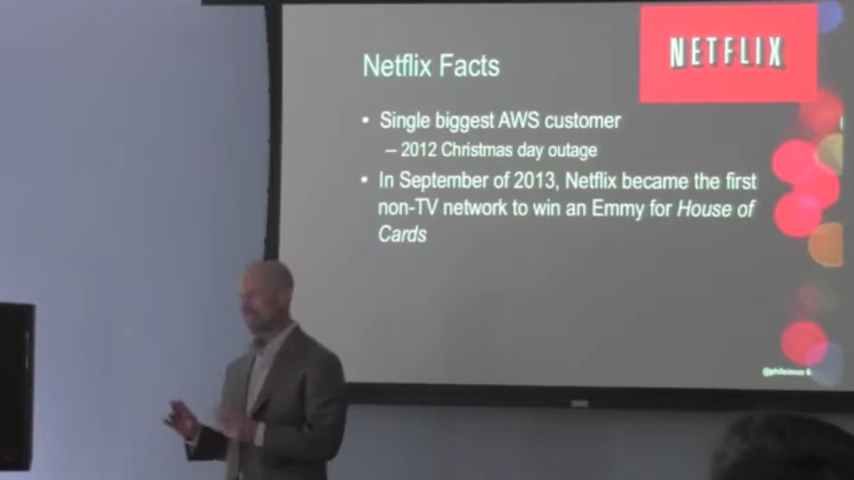 NETFLIX
Netflix Facts
• Single biggest AWS customer
– 2012 Christmas day outage
• In September of 2013, Netflix became the first
non-TV network to win an Emmy for House of
Cards